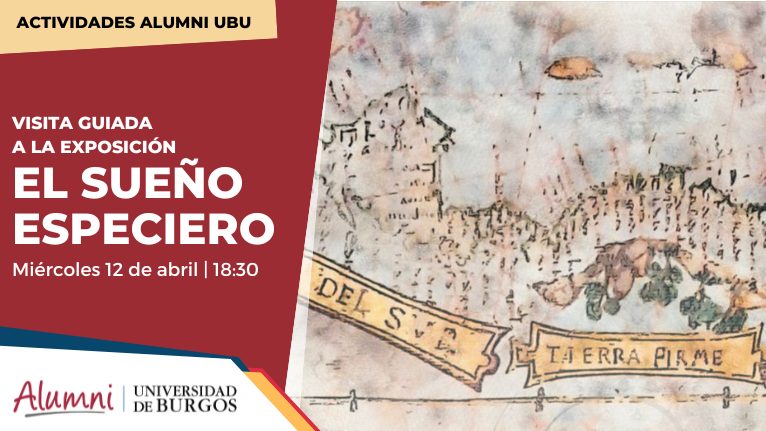 ACTIVIDADES ALUMNI UBU
VISITA GUIADA
A LA EXPOSICIÓN
EL SUEÑO
ESPECIERO
Miércoles 12 de abril | 18:30
Alumni
UNIVERSIDAD
DE BURGOS
DEL SVR
TIERRA FIRME